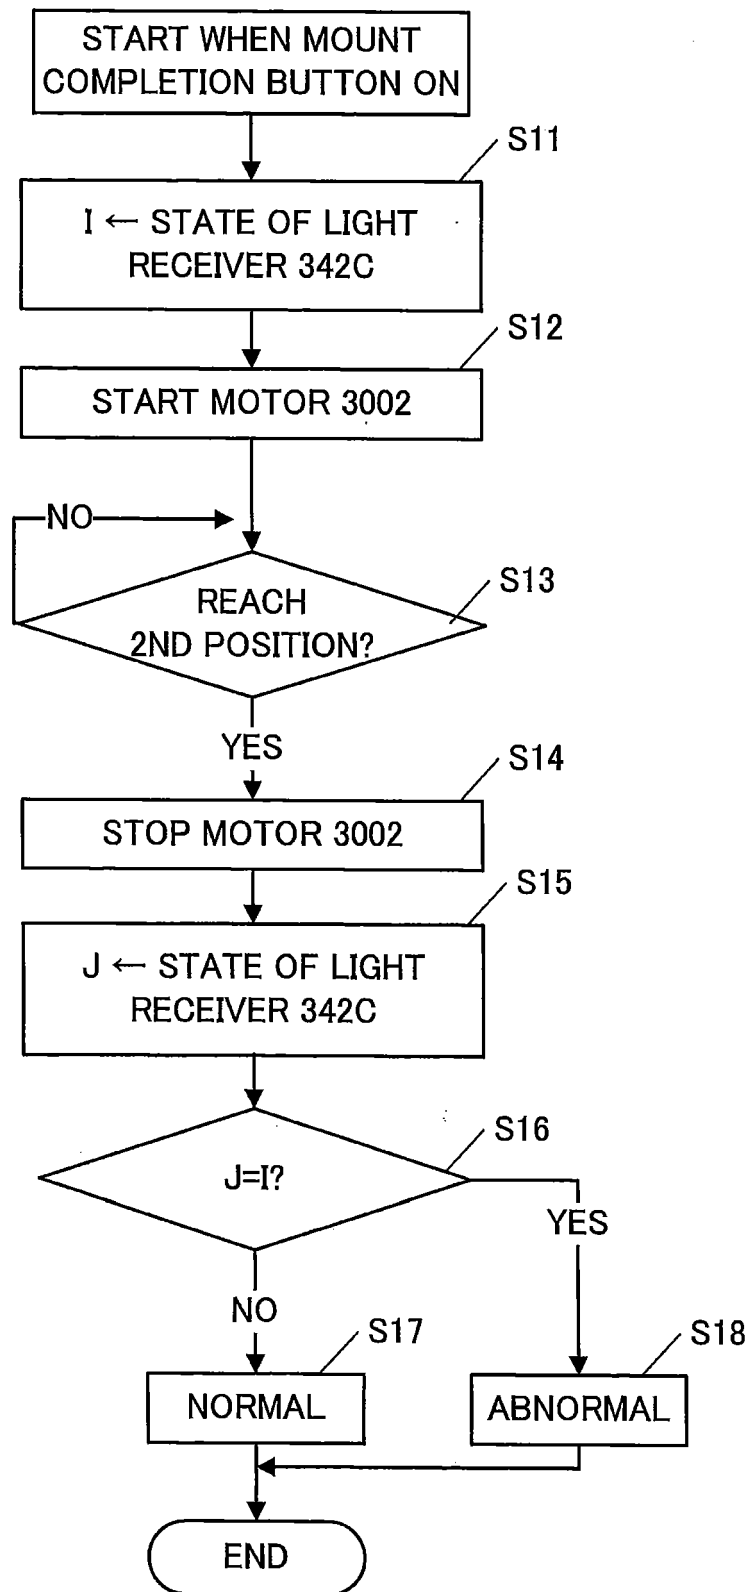 START WHEN MOUNT
COMPLETION BUTTON ON
S11
I ← STATE OF LIGHT
RECEIVER 342C
S12
START MOTOR 3002
NO
S13
REACH
2ND POSITION?
YES
S14
STOP MOTOR 3002
S15
J ← STATE OF LIGHT
RECEIVER 342C
S16
J=I?
YES
NO
S17
S18
NORMAL
ABNORMAL
END